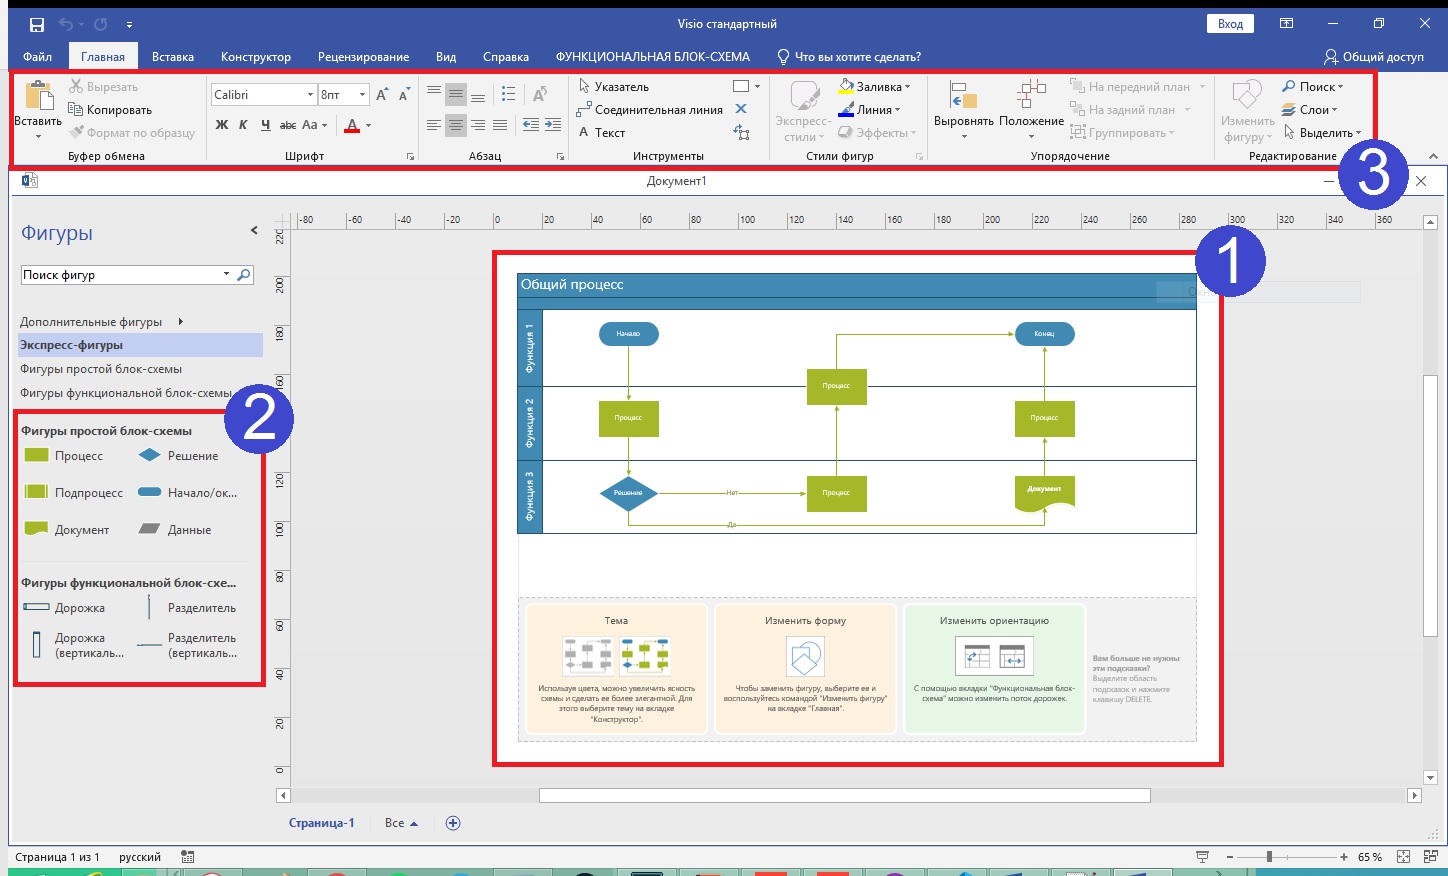 Visio стандартный
Вход
Файл Главная Вставка Конструктор Рецензирование Вид Справка ФУНКЦИОНАЛЬНАЯ БЛОК-СХЕМА Что вы хотите сделать? Общий доступ
Вставить
Вырезать
Копировать
Формат по образцу
Буфер обмена
Calibri 8пт
Ж К Ч abc Aa A
Шрифт
Абзац
Указатель
Соединительная линия
A Текст
Инструменты
Экспресс-
стили
Заливка
Линия
Эффекты
Стили фигур
Выровнять
Положение
На передний план
На задний план
Группировать
Упорядочение
Изменить
фигуру
Поиск
Слои
Выделить
Редактирование
3
Документ1
Фигуры
Поиск фигур
Дополнительные фигуры
Экспресс-фигуры
Фигуры простой блок-схемы
Фигуры функциональной блок-схемы
2
Фигуры простой блок-схемы
Процесс Решение
Подпроцесс Начало/ок...
Документ Данные
Фигуры функциональной блок-схе...
Дорожка Разделитель
Дорожка
(вертикаль...
Разделитель
(вертикаль...
-80 -60 -40 -20 0 20 40 60 80 100 120 140 160 180 200 220 240 260 280 300 320 340 360
220
200
180
160
140
120
100
80
60
40
20
0
1
Общий процесс
Функция 1
Начало
Конец
Процесс
Функция 2
Процесс
Процесс
Функция 3
Решение
Нет
Процесс
Документ
Да
Тема
Используя цвета, можно увеличить ясность
схемы и сделать ее более элегантной. Для
этого выберите тему на вкладке
"Конструктор".
Изменить форму
Чтобы заменить фигуру, выберите ее и
воспользуйтесь командой "Изменить фигуру"
на вкладке "Главная".
Изменить ориентацию
С помощью вкладки "Функциональная блок-
схема" можно изменить поток дорожек.
Вам больше не нужны
эти подсказки?
Выделите область
подсказок и нажмите
клавишу DELETE.
Страница-1 Все
Страница 1 из 1 русский
65 %